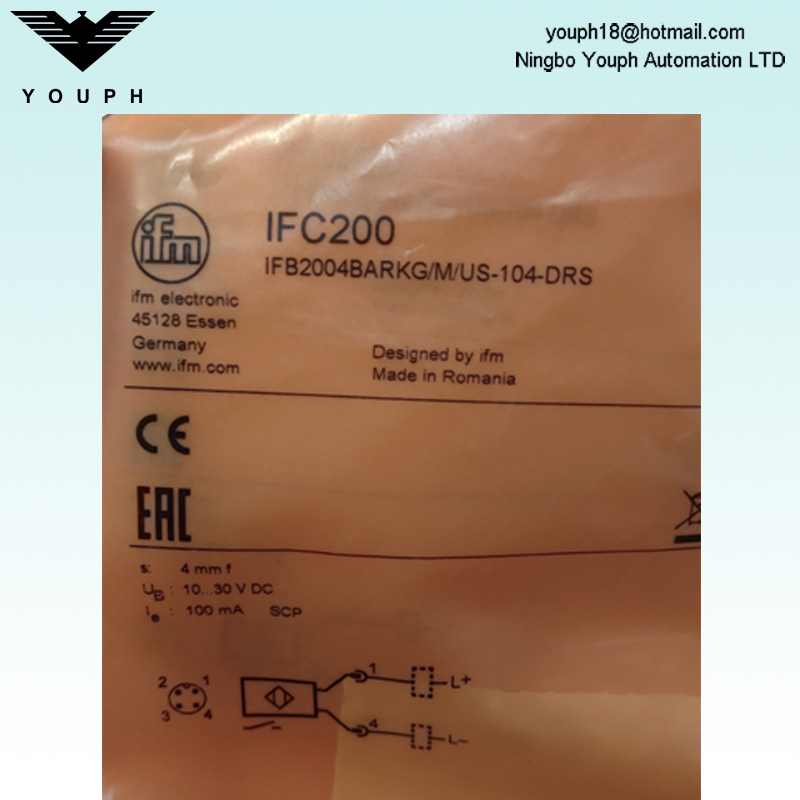 youph18@hotmail.com
Ningbo Youph Automation LTD
YOUPH
ifm
IFC200
IFB2004BARKG/M/US-104-DRS
ifm electronic
45128 Essen
Germany
www.ifm.com
Designed by ifm
Made in Romania
CE
EAC
s: 4 mm f
UB : 10...30 V DC
Ie : 100 mA SCP
2 1
3 4
1 L+
4 L−